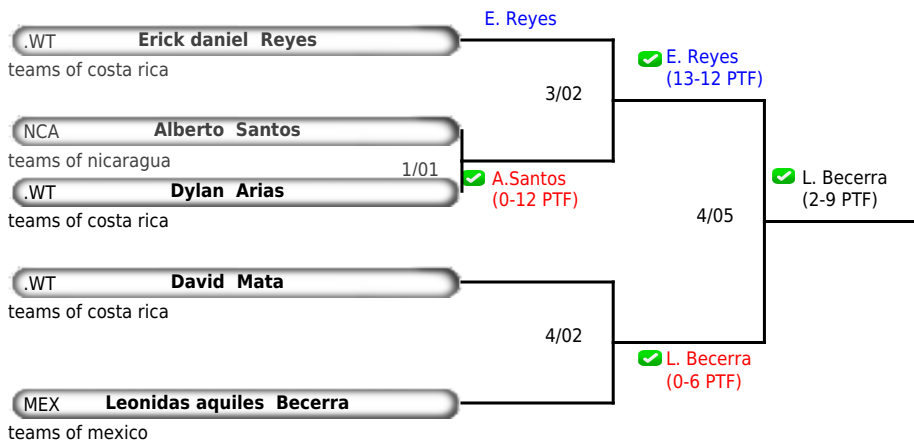 E. Reyes
.WT Erick daniel Reyes
teams of costa rica
E. Reyes
(13-12 PTF)
3/02
NCA Alberto Santos
teams of nicaragua
1/01
A.Santos
(0-12 PTF)
.WT Dylan Arias
teams of costa rica
L. Becerra
(2-9 PTF)
4/05
.WT David Mata
teams of costa rica
4/02
L. Becerra
(0-6 PTF)
MEX Leonidas aquiles Becerra
teams of mexico